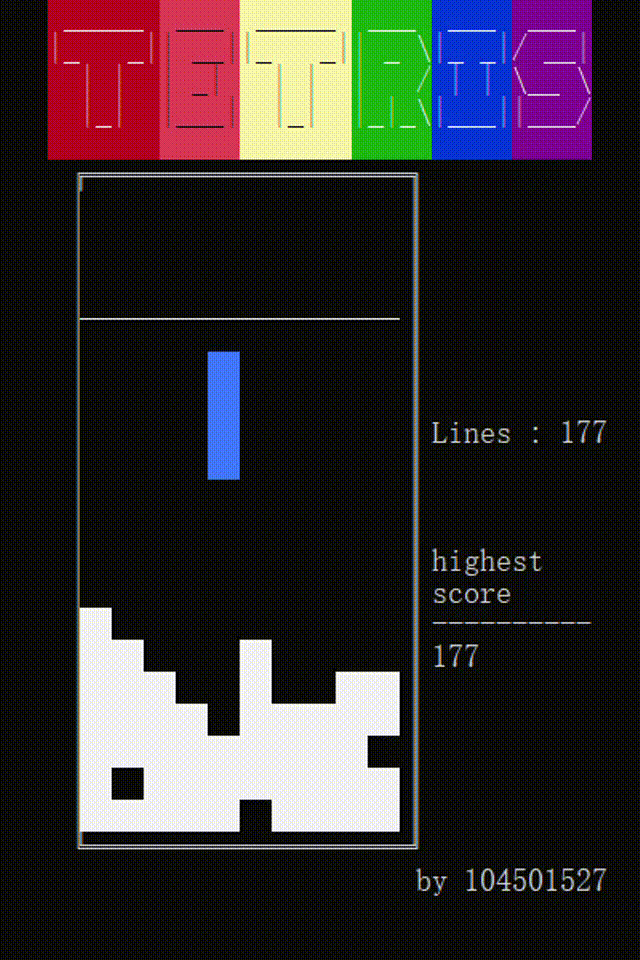 TETRIS
Lines : 177
highest
score
----------
177
by 104501527